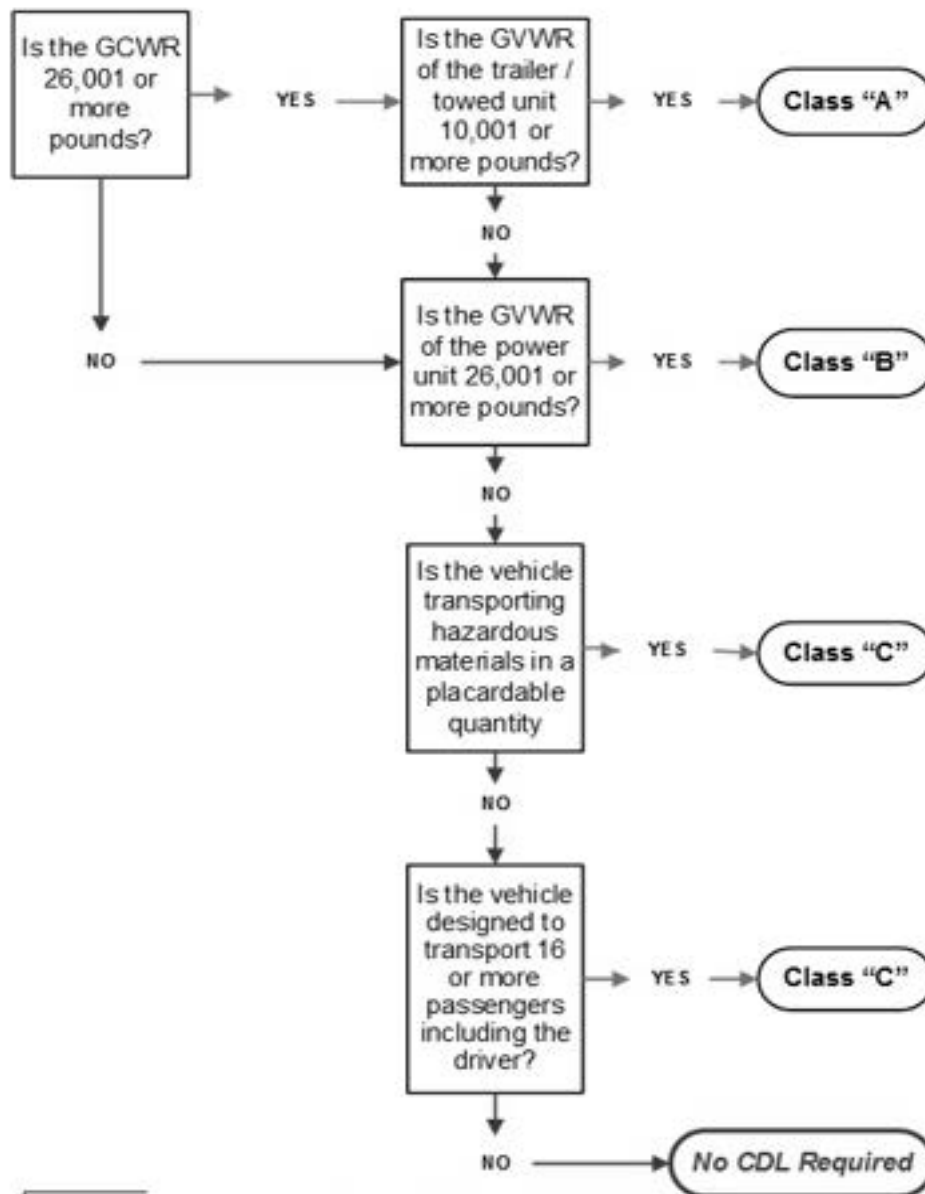 Is the GCWR
26,001 or
more
pounds?
YES
Is the GVWR
of the trailer /
towed unit
10,001 or
more pounds?
YES
Class “A”
NO
NO
Is the GVWR
of the power
unit 26,001 or
more pounds?
YES
Class “B”
NO
Is the vehicle
transporting
hazardous
materials in a
placardable
quantity
YES
Class “C”
NO
Is the vehicle
designed to
transport 16
or more
passengers
including the
driver?
YES
Class “C”
NO
No CDL Required